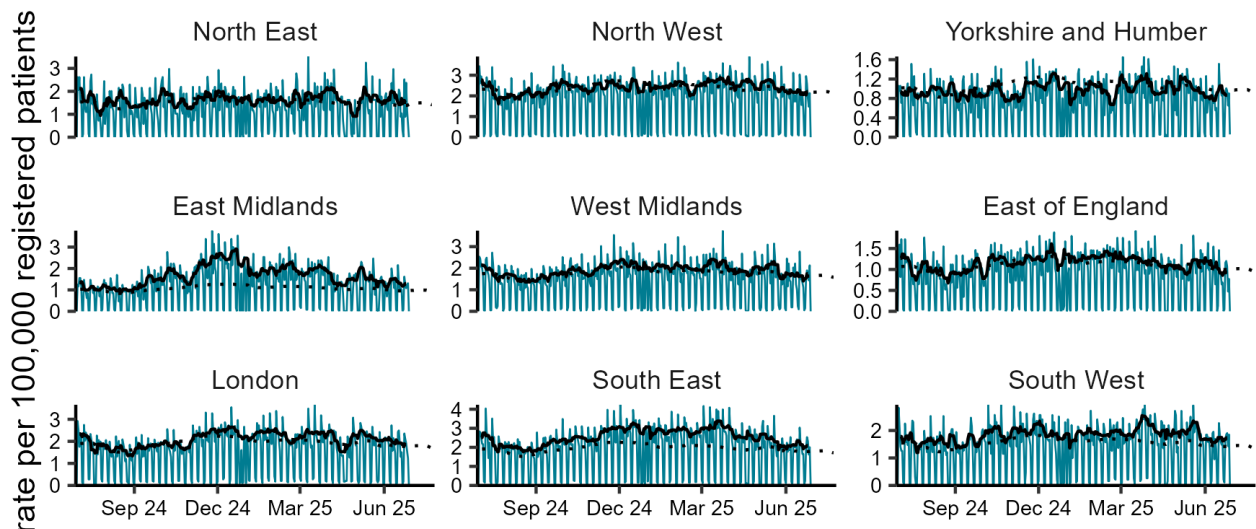 rate per 100,000 registered patients
North East
North West
Yorkshire and Humber
3
2
1
0
3
2
1
0
1.6
1.2
0.8
0.4
0.0
East Midlands
West Midlands
East of England
3
2
1
0
3
2
1
0
1.5
1.0
0.5
0.0
London
South East
South West
3
2
1
0
4
3
2
1
0
2
1
0
Sep 24 Dec 24 Mar 25 Jun 25
Sep 24 Dec 24 Mar 25 Jun 25
Sep 24 Dec 24 Mar 25 Jun 25